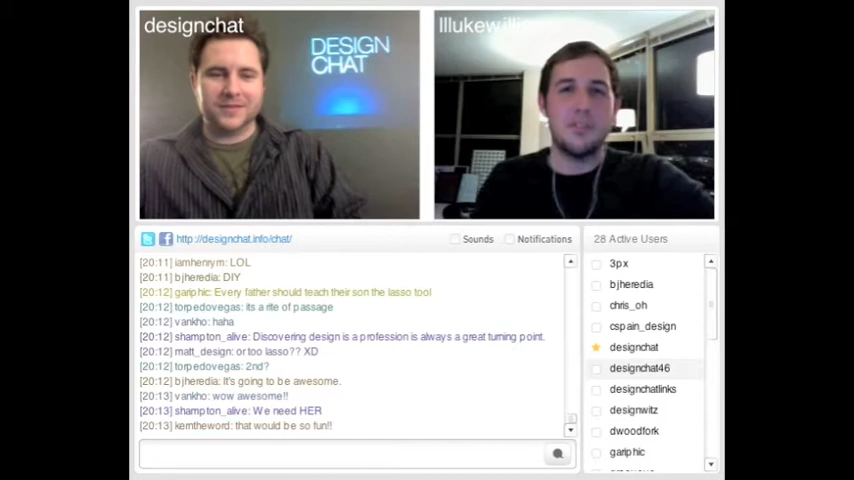 designchat
DESIGN
CHAT
http://designchat.info/chat/
Sounds
Notifications
28 Active Users
[20:11] iamhenrym: LOL
[20:11] bjheredia: DIY
[20:12] gariphic: Every father should teach their son the lasso tool
[20:12] torpedovegas: its a rite of passage
[20:12] vankho: haha
[20:12] shampton_alive: Discovering design is a profession is always a great turning point.
[20:12] matt_design: or too lasso?? XD
[20:12] torpedovegas: 2nd?
[20:12] bjheredia: It's going to be awesome.
[20:13] vankho: wow awesome!!
[20:13] shampton_alive: We need HER
[20:13] kerntheword: that would be so fun!!
3px
bjheredia
chris_oh
cspain_design
designchat
designchat46
designchatlinks
designwitz
dwoodfork
gariphic